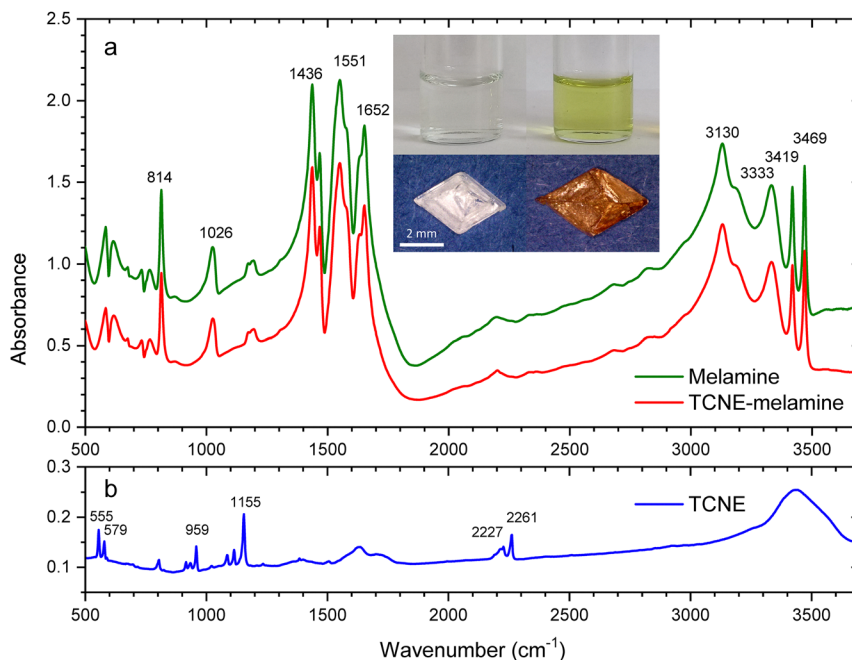 a
2.5
2.0
1.5
1.0
0.5
0.0
Absorbance
814
1026
1436
1551
1652
3130
3333
3419
3469
2 mm
Melamine
TCNE-melamine
500 1000 1500 2000 2500 3000 3500
b
0.3
0.2
0.1
555
579
959
1155
2227
2261
TCNE
500 1000 1500 2000 2500 3000 3500
Wavenumber (cm⁻¹)